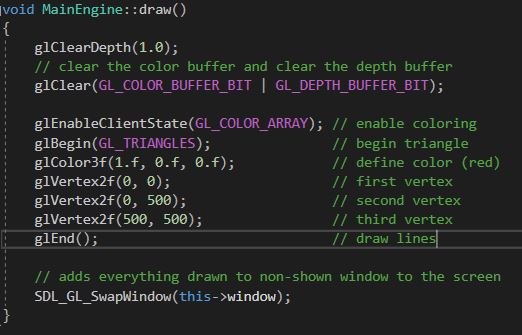 void MainEngine::draw()
{
    glClearDepth(1.0);
    // clear the color buffer and clear the depth buffer
    glClear(GL_COLOR_BUFFER_BIT | GL_DEPTH_BUFFER_BIT);

    glEnableClientState(GL_COLOR_ARRAY); // enable coloring
    glBegin(GL_TRIANGLES);               // begin triangle
    glColor3f(1.f, 0.f, 0.f);            // define color (red)
    glVertex2f(0, 0);                    // first vertex
    glVertex2f(0, 500);                  // second vertex
    glVertex2f(500, 500);                // third vertex
    glEnd();                             // draw lines

    // adds everything drawn to non-shown window to the screen
    SDL_GL_SwapWindow(this->window);
}